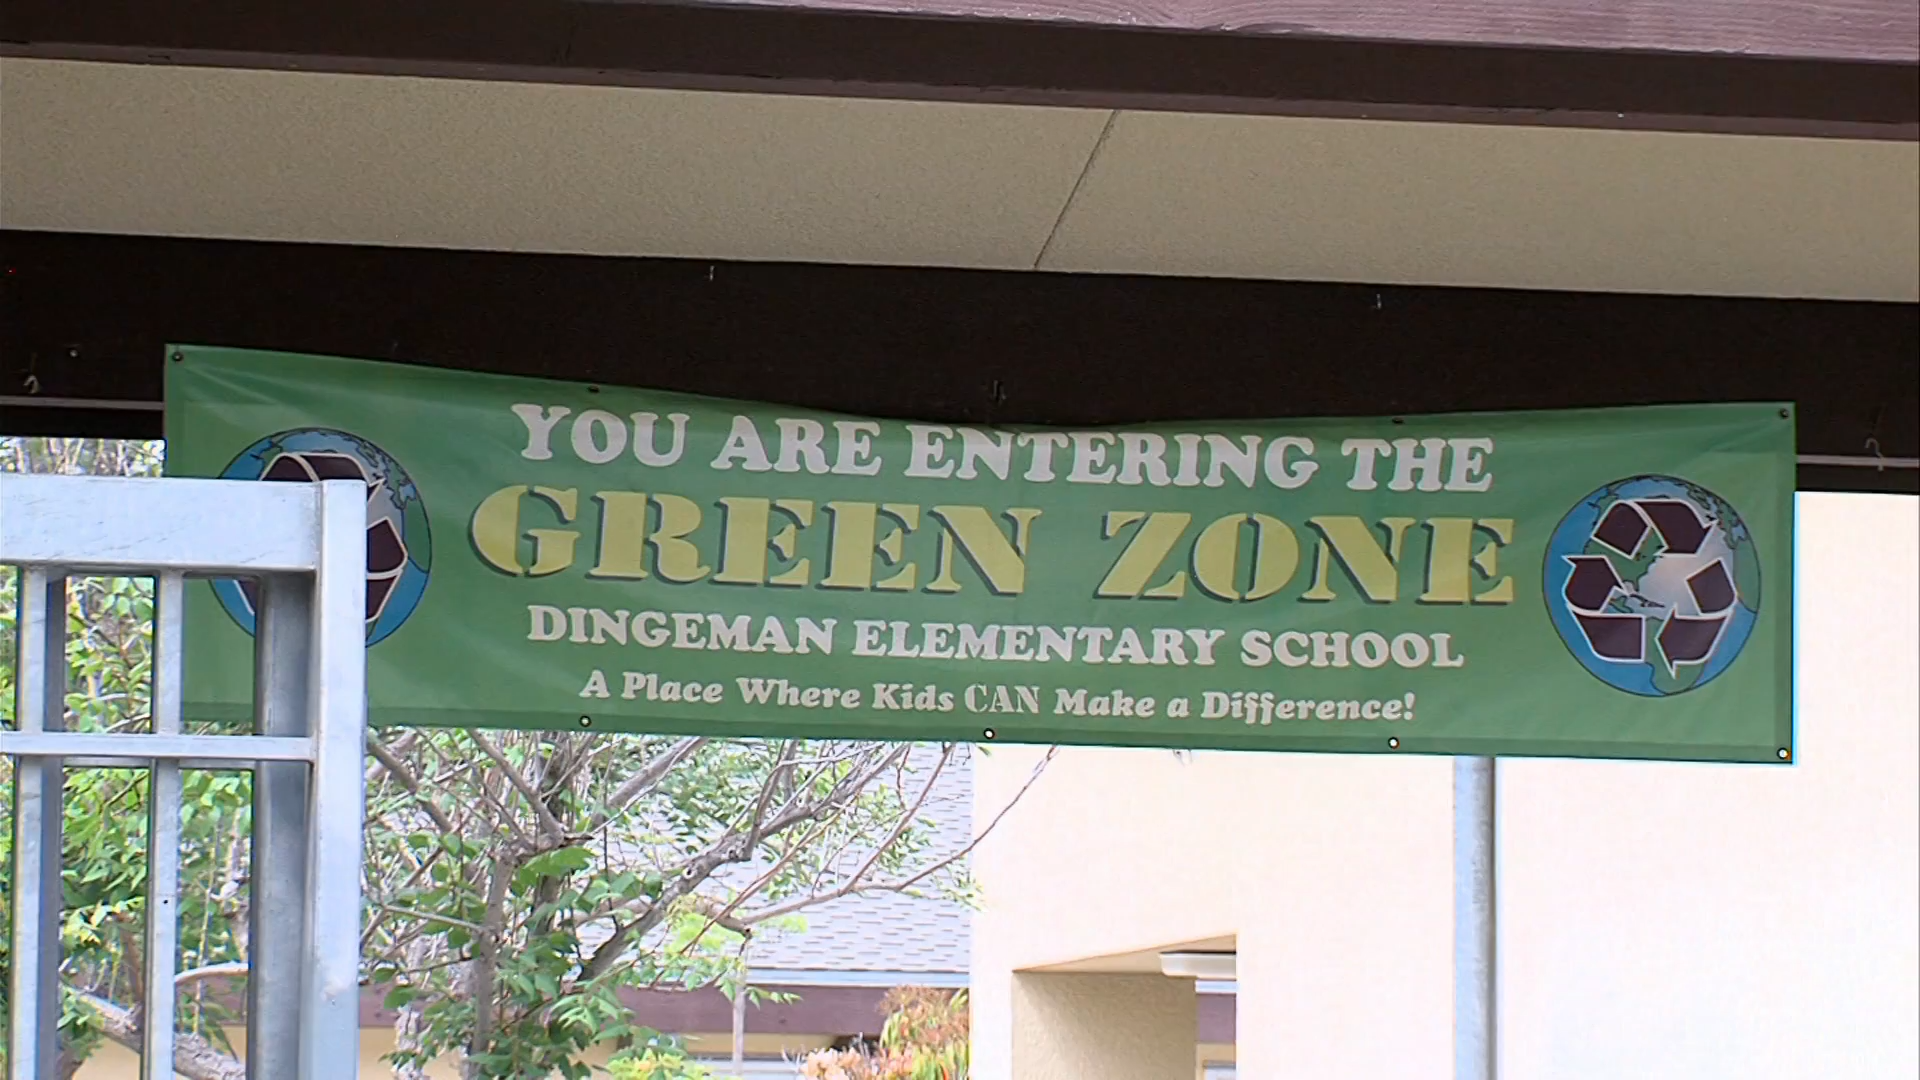 YOU ARE ENTERING THE
GREEN ZONE
DINGEMAN ELEMENTARY SCHOOL
A Place Where Kids CAN Make a Difference!